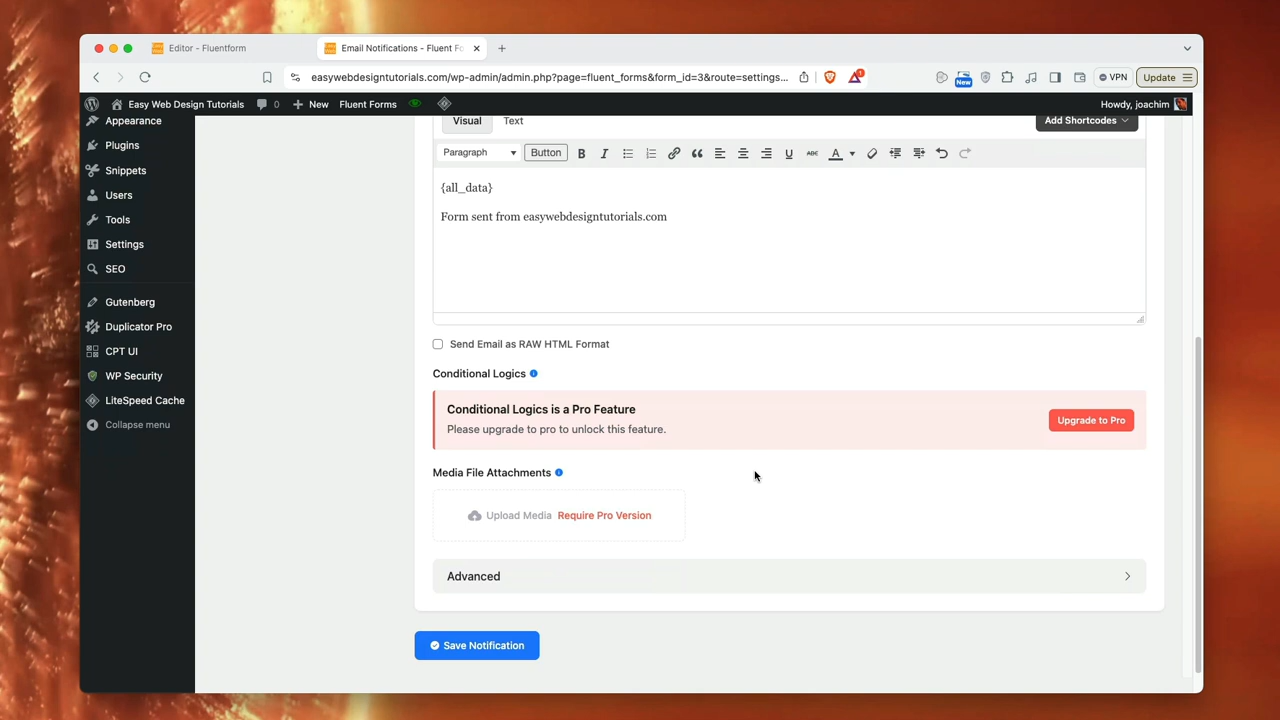 Editor - Fluentform
Email Notifications - Fluent Fo
easywebdesigntutorials.com/wp-admin/admin.php?page=fluent_forms&form_id=3&route=settings...
New
1
VPN
Update
Easy Web Design Tutorials
0
New
Fluent Forms
Howdy, joachim
Appearance
Plugins
Snippets
Users
Tools
Settings
SEO
Gutenberg
Duplicator Pro
CPT UI
WP Security
LiteSpeed Cache
Collapse menu
Visual
Text
Add Shortcodes
Paragraph
Button
B
I
U
ABC
A
{all_data}
Form sent from easywebdesigntutorials.com
Send Email as RAW HTML Format
Conditional Logics
Conditional Logics is a Pro Feature
Please upgrade to pro to unlock this feature.
Upgrade to Pro
Media File Attachments
Upload Media Require Pro Version
Advanced
Save Notification